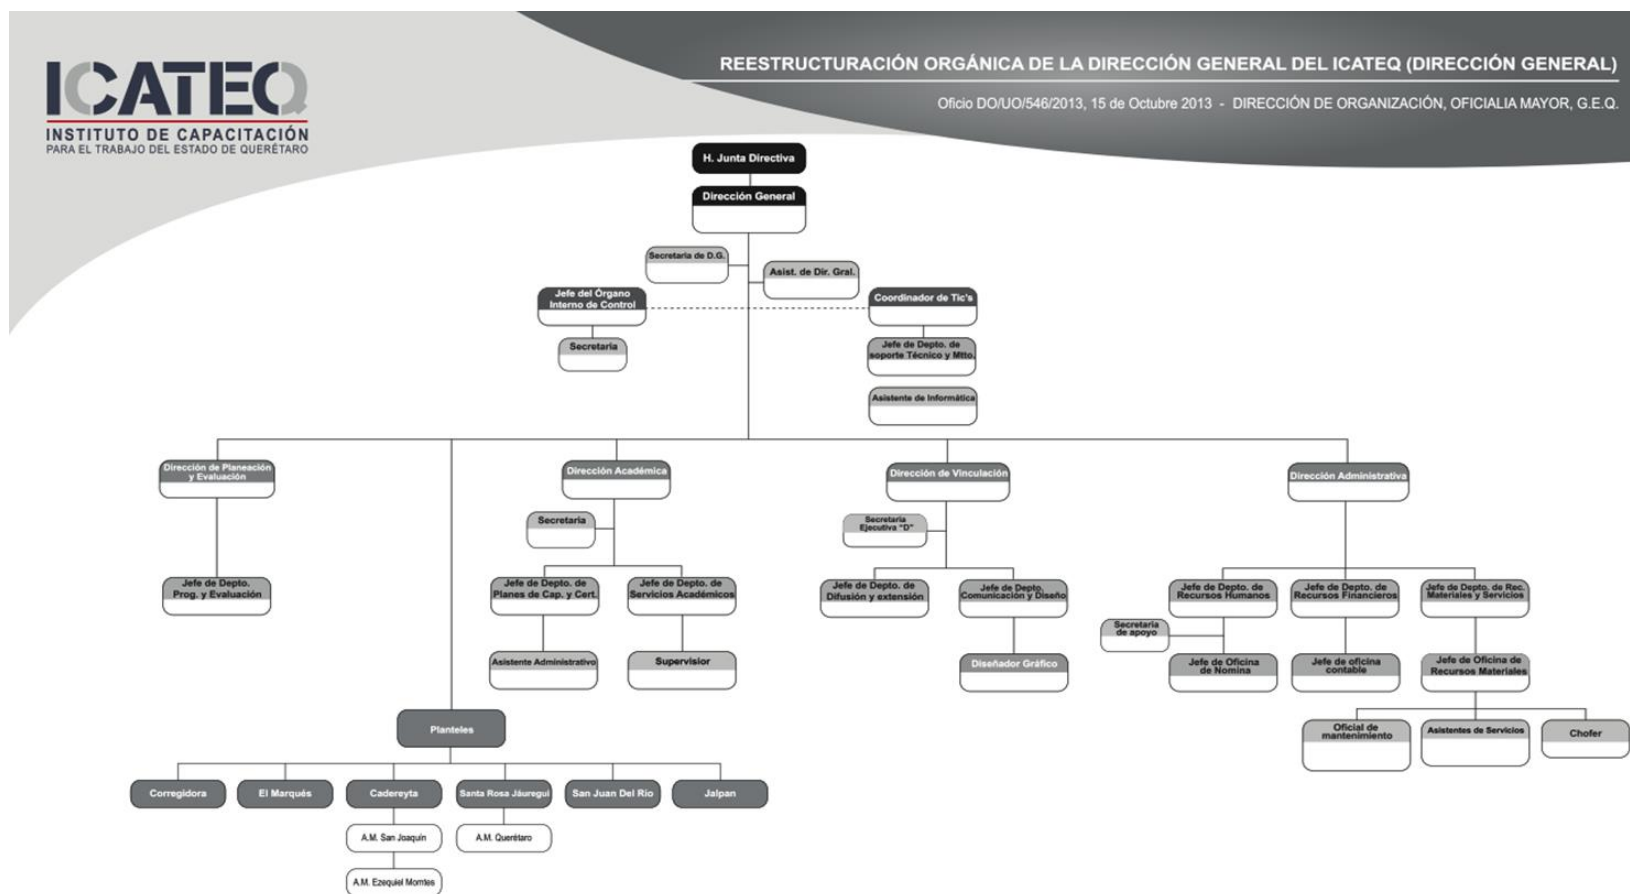 ICATEQ
INSTITUTO DE CAPACITACIÓN
PARA EL TRABAJO DEL ESTADO DE QUERÉTARO
REESTRUCTURACIÓN ORGÁNICA DE LA DIRECCIÓN GENERAL DEL ICATEQ (DIRECCIÓN GENERAL)
Oficio DO/UO/546/2013, 15 de Octubre 2013 - DIRECCIÓN DE ORGANIZACIÓN, OFICIALIA MAYOR, G.E.Q.
H. Junta Directiva
Dirección General
Secretaria de D.G.
Asist. de Dir. Gral.
Jefe del Órgano
Interno de Control
Coordinador de Tic's
Secretaria
Jefe de Depto. de
soporte Técnico y Mtto.
Asistente de Informática
Dirección de Planeación
y Evaluación
Dirección Académica
Dirección de Vinculación
Dirección Administrativa
Secretaria
Secretaria
Ejecutiva "D"
Jefe de Depto.
Prog. y Evaluación
Jefe de Depto. de
Planes de Cap. y Cert.
Jefe de Depto. de
Servicios Académicos
Jefe de Depto. de
Difusión y extensión
Jefe de Depto.
Comunicación y Diseño
Jefe de Depto. de
Recursos Humanos
Jefe de Depto. de
Recursos Financieros
Jefe de Depto. de Rec.
Materiales y Servicios
Secretaria
de apoyo
Asistente Administrativo
Supervisior
Diseñador Gráfico
Jefe de Oficina
de Nomina
Jefe de oficina
contable
Jefe de Oficina de
Recursos Materiales
Planteles
Oficial de
mantenimiento
Asistentes de Servicios
Chofer
Corregidora
El Marqués
Cadereyta
Santa Rosa Jáuregui
San Juan Del Río
Jalpan
A.M. San Joaquín
A.M. Querétaro
A.M. Ezequiel Momtes